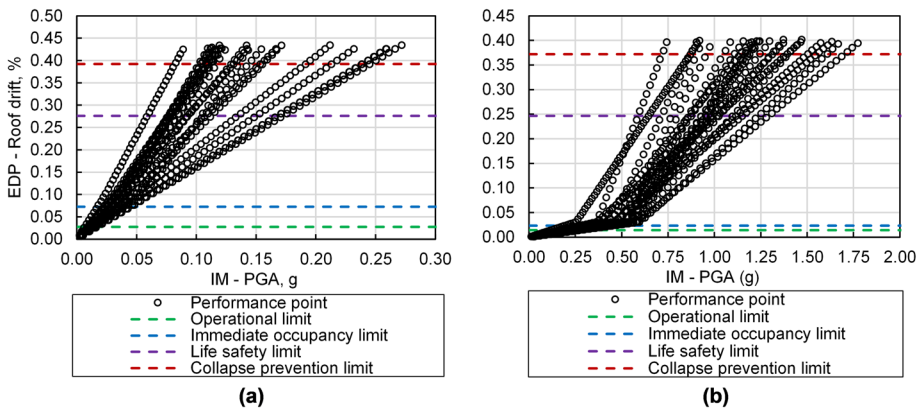 (a)
EDP - Roof drift, %
0.50
0.45
0.40
0.35
0.30
0.25
0.20
0.15
0.10
0.05
0.00
0.00 0.05 0.10 0.15 0.20 0.25 0.30
IM - PGA, g
Performance point
Operational limit
Immediate occupancy limit
Life safety limit
Collapse prevention limit
(a)
(b)
0.45
0.40
0.35
0.30
0.25
0.20
0.15
0.10
0.05
0.00
0.00 0.25 0.50 0.75 1.00 1.25 1.50 1.75 2.00
IM - PGA (g)
Performance point
Operational limit
Immediate occupancy limit
Life safety limit
Collapse prevention limit
(b)